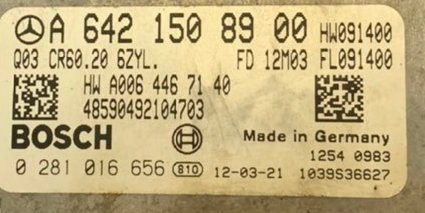 A 642 150 89 00 HW091400
Q03 CR60.20 6ZYL. FD 12M03 FL091400
HW A006 446 71 40
48590492104703
BOSCH
Made in Germany
1254 0983
0 281 016 656 810 12-03-21 1039S36627